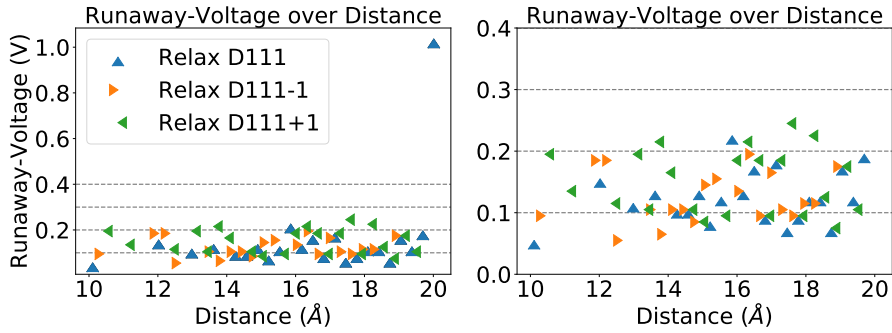 Runaway-Voltage over Distance
Runaway-Voltage (V)
1.0
0.8
0.6
0.4
0.2
Relax D111
Relax D111-1
Relax D111+1
10 12 14 16 18 20
Distance (Å)
Runaway-Voltage over Distance
0.4
0.3
0.2
0.1
0.0
10 12 14 16 18 20
Distance (Å)